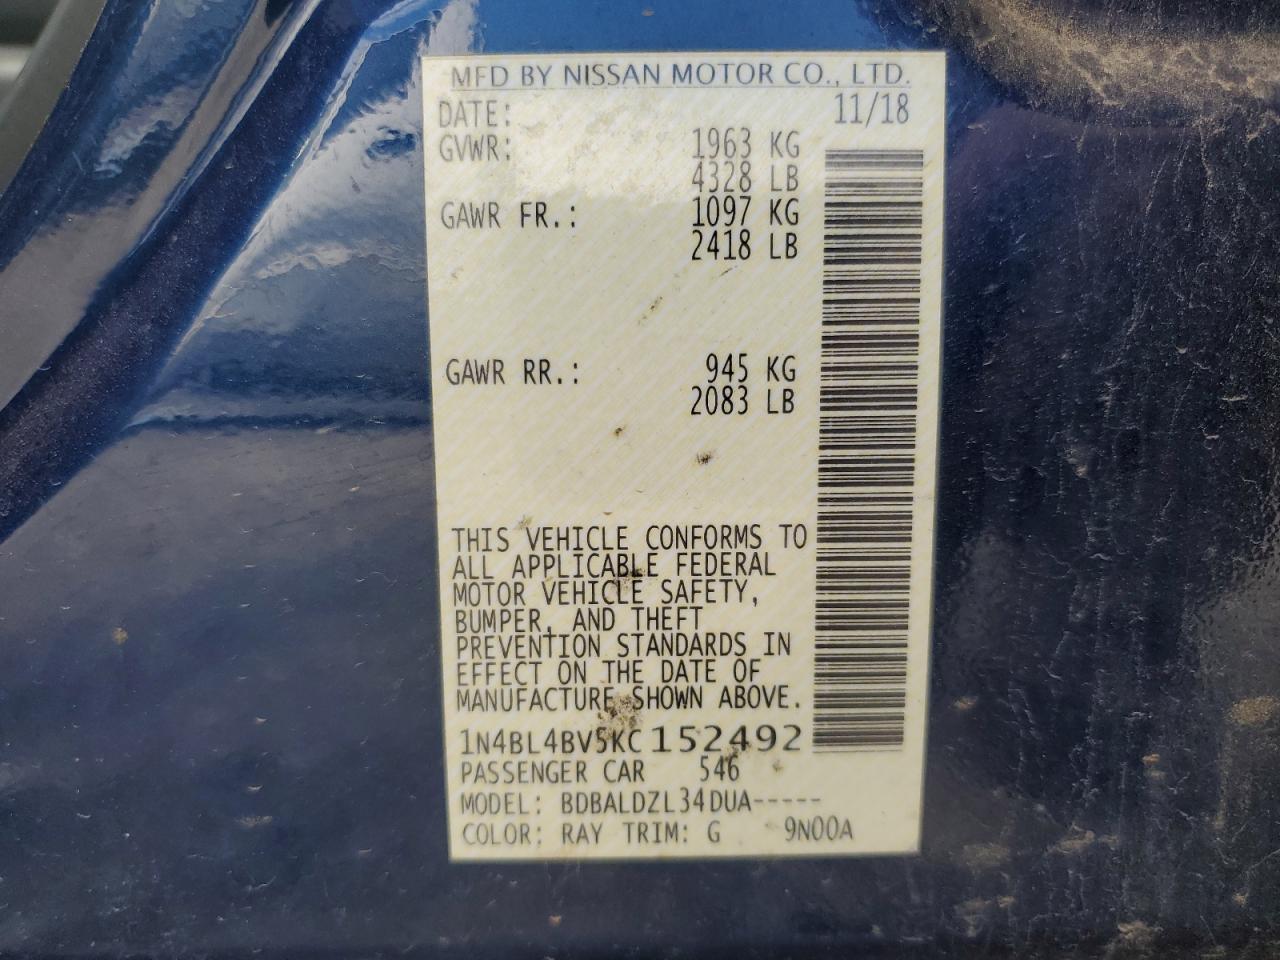 MFD BY NISSAN MOTOR CO., LTD.
DATE: 11/18
GVWR: 1963 KG
4328 LB
GAWR FR.: 1097 KG
2418 LB
GAWR RR.: 945 KG
2083 LB
THIS VEHICLE CONFORMS TO
ALL APPLICABLE FEDERAL
MOTOR VEHICLE SAFETY,
BUMPER, AND THEFT
PREVENTION STANDARDS IN
EFFECT ON THE DATE OF
MANUFACTURE SHOWN ABOVE.
1N4BL4BV5KC152492
PASSENGER CAR 546
MODEL: BDBALDZL34DUA-----
COLOR: RAY TRIM: G 9N00A